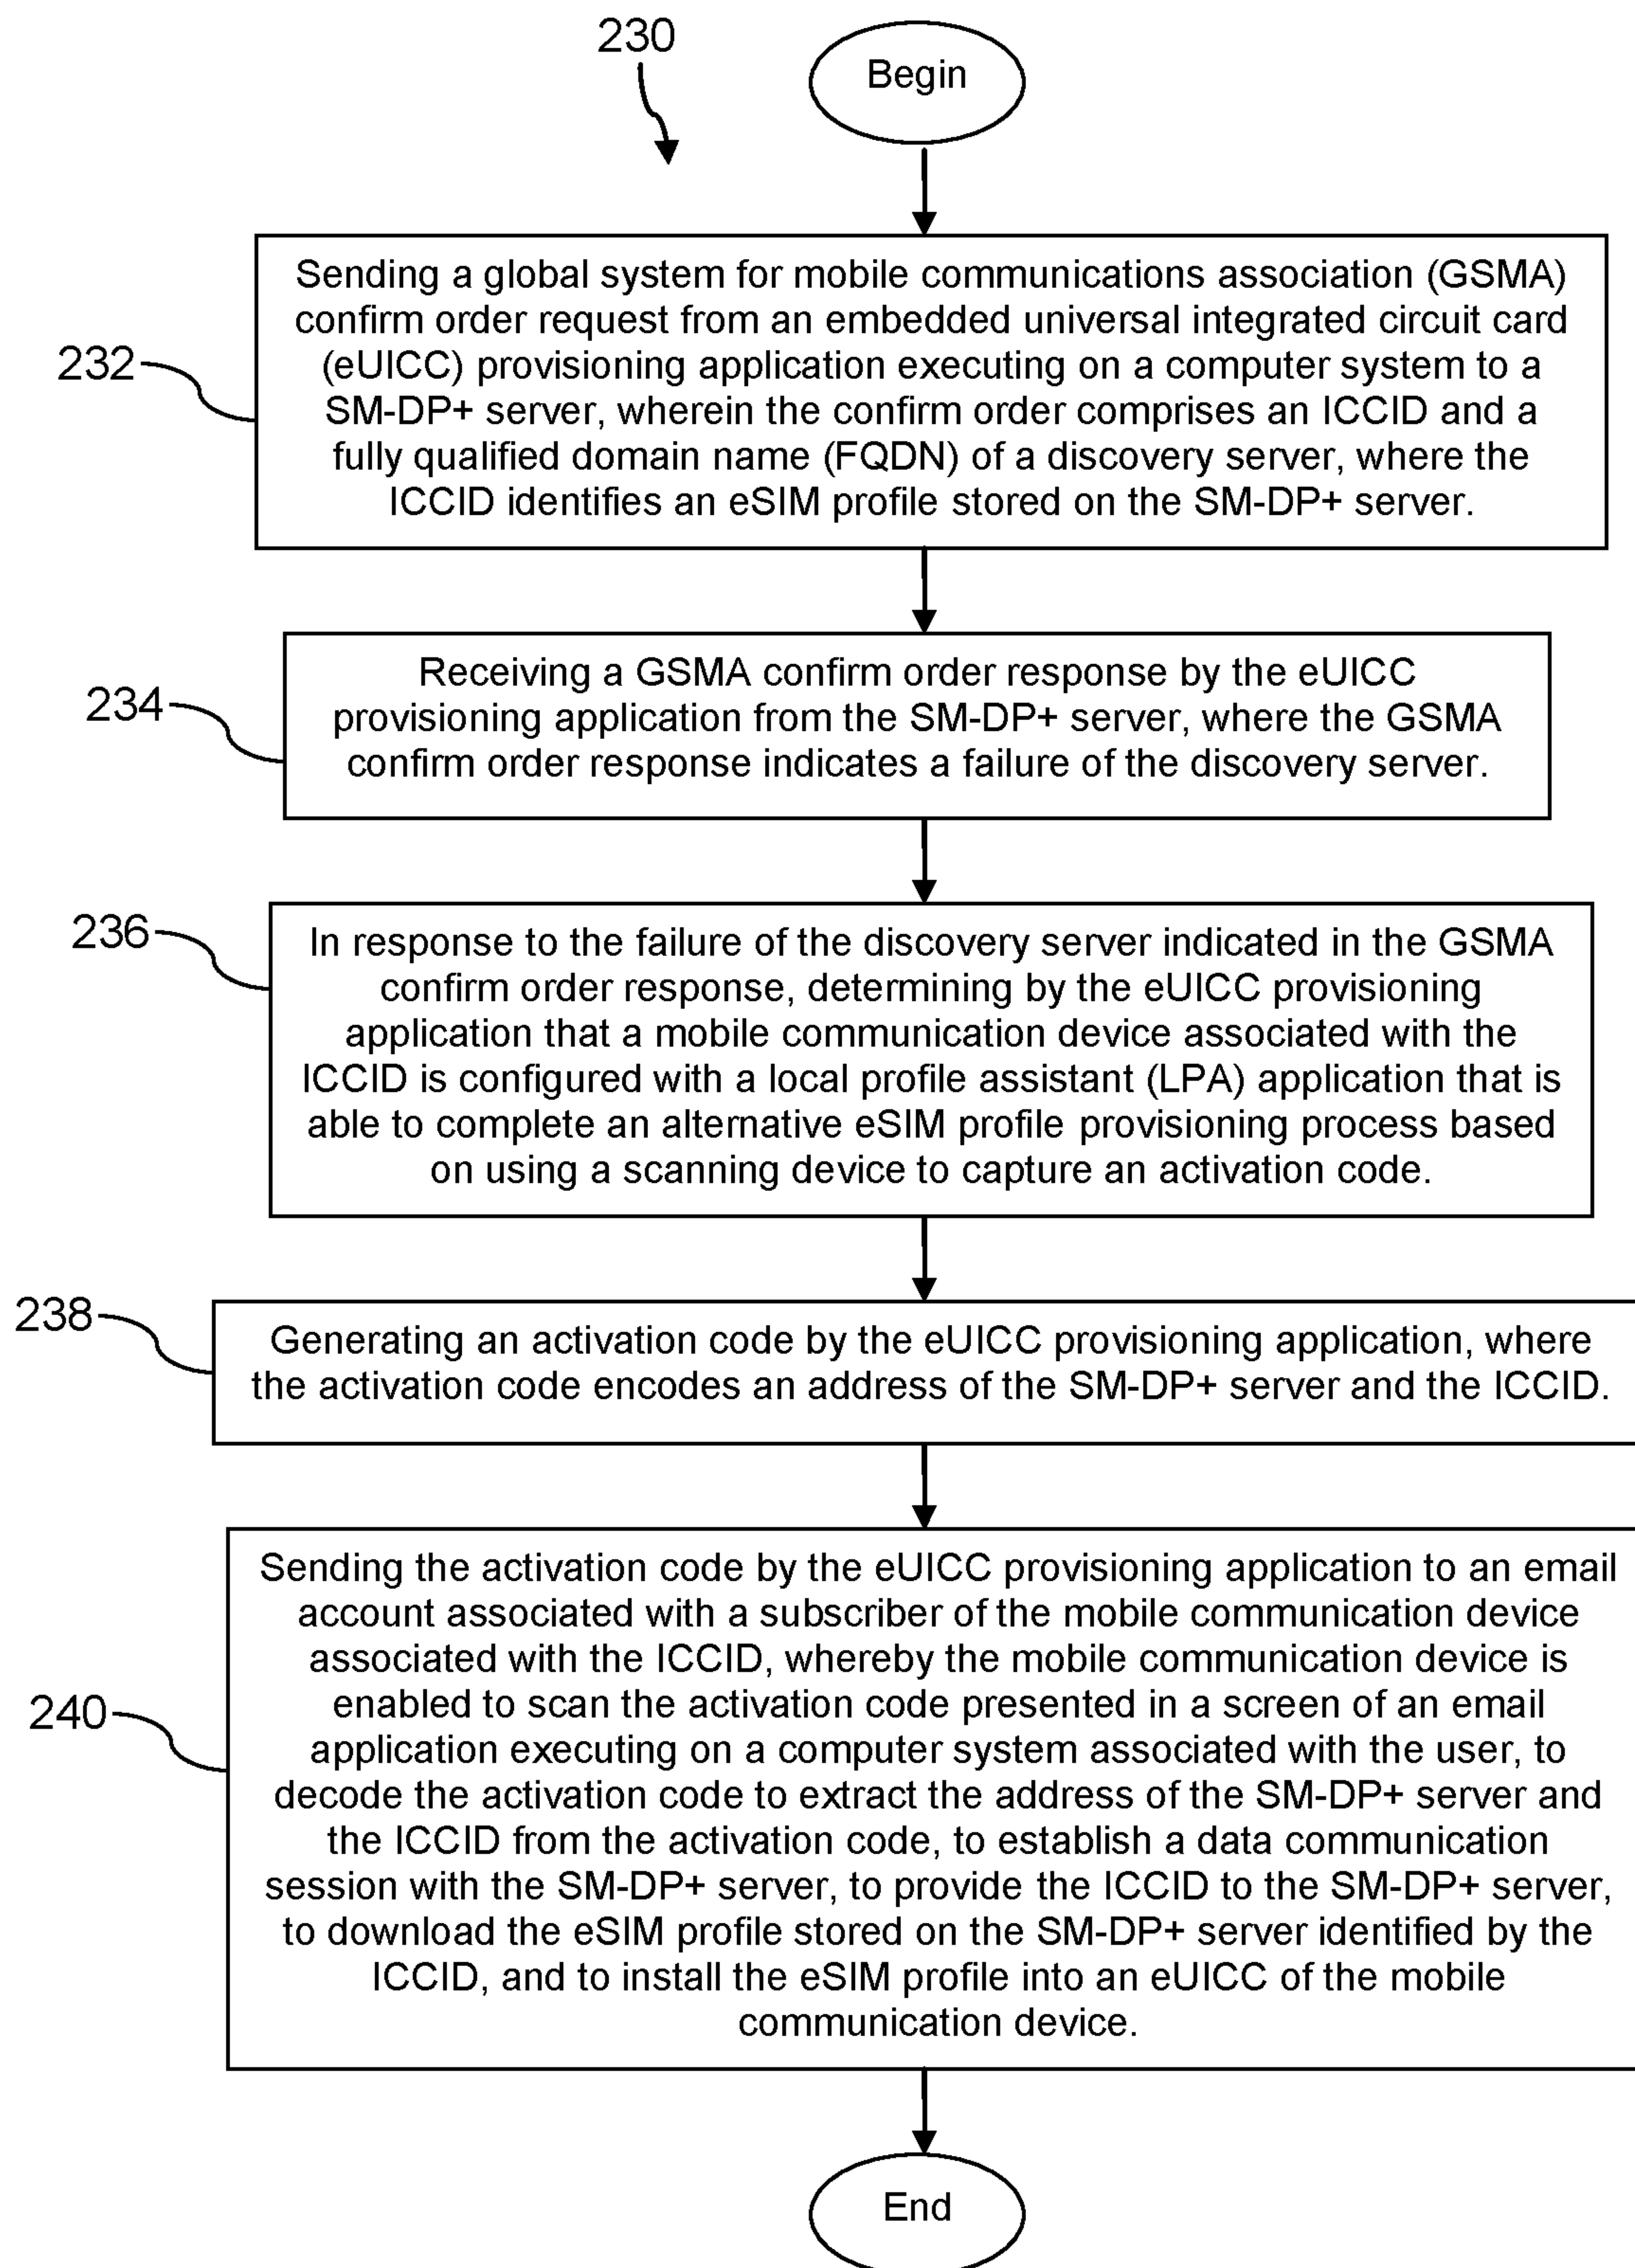 230
Begin
232
Sending a global system for mobile communications association (GSMA)
confirm order request from an embedded universal integrated circuit card
(eUICC) provisioning application executing on a computer system to a
SM-DP+ server, wherein the confirm order comprises an ICCID and a
fully qualified domain name (FQDN) of a discovery server, where the
ICCID identifies an eSIM profile stored on the SM-DP+ server.
234
Receiving a GSMA confirm order response by the eUICC
provisioning application from the SM-DP+ server, where the GSMA
confirm order response indicates a failure of the discovery server.
236
In response to the failure of the discovery server indicated in the GSMA
confirm order response, determining by the eUICC provisioning
application that a mobile communication device associated with the
ICCID is configured with a local profile assistant (LPA) application that is
able to complete an alternative eSIM profile provisioning process based
on using a scanning device to capture an activation code.
238
Generating an activation code by the eUICC provisioning application, where
the activation code encodes an address of the SM-DP+ server and the ICCID.
240
Sending the activation code by the eUICC provisioning application to an email
account associated with a subscriber of the mobile communication device
associated with the ICCID, whereby the mobile communication device is
enabled to scan the activation code presented in a screen of an email
application executing on a computer system associated with the user, to
decode the activation code to extract the address of the SM-DP+ server and
the ICCID from the activation code, to establish a data communication
session with the SM-DP+ server, to provide the ICCID to the SM-DP+ server,
to download the eSIM profile stored on the SM-DP+ server identified by the
ICCID, and to install the eSIM profile into an eUICC of the mobile
communication device.
End